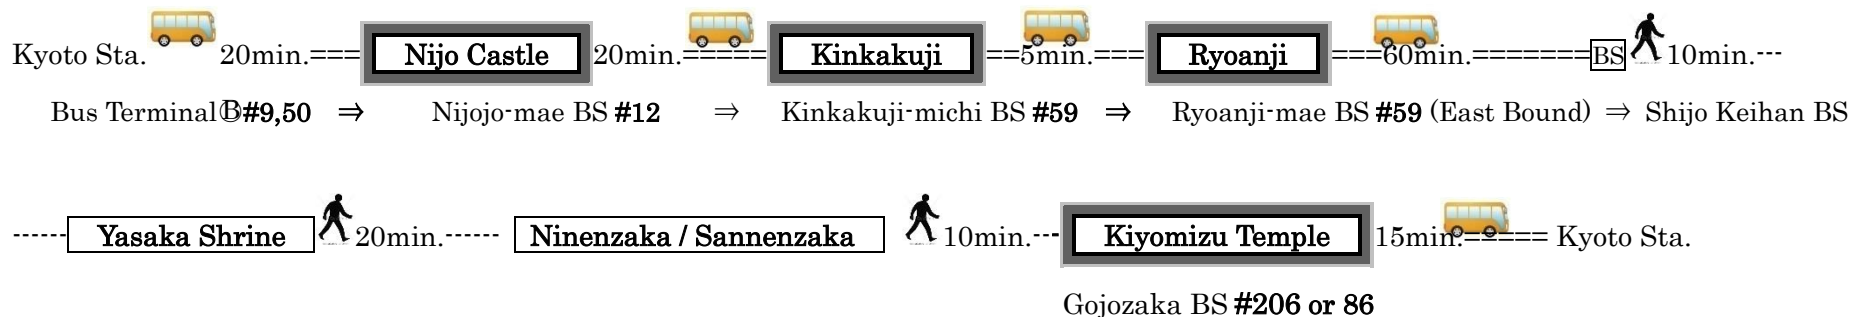 Kyoto Sta. 20min.=== Nijo Castle 20min.===== Kinkakuji ==5min.=== Ryoanji ===60min.======= BS 10min.---
Bus Terminal #9,50 ⇒ Nijojo-mae BS #12 ⇒ Kinkakuji-michi BS #59 ⇒ Ryoanji-mae BS #59 (East Bound) ⇒ Shijo Keihan BS
------ Yasaka Shrine 20min.------ Ninenzaka / Sannenzaka 10min.--- Kiyomizu Temple 15min.===== Kyoto Sta.
Gojozaka BS #206 or 86